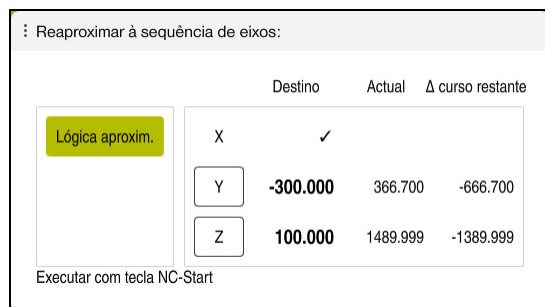 Reaproximar à sequência de eixos:
Destino Actual Δ curso restante
Lógica aproxim. X ✓
Y -300.000 366.700 -666.700
Z 100.000 1489.999 -1389.999
Executar com tecla NC-Start